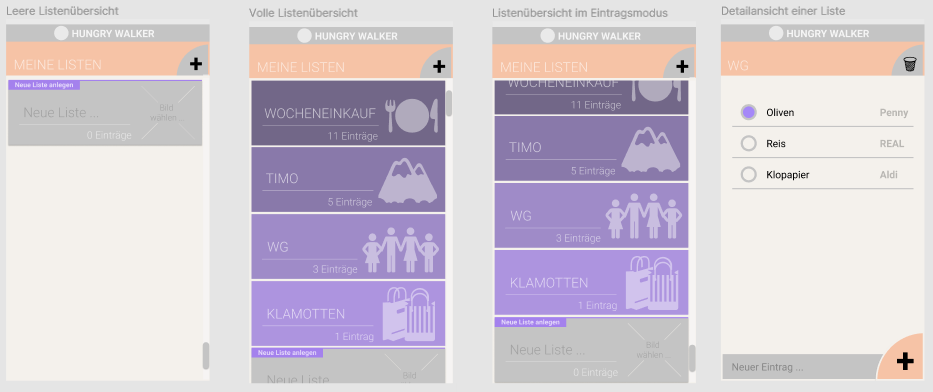 Leere Listenübersicht
HUNGRY WALKER
MEINE LISTEN
Neue Liste anlegen
Neue Liste ...
Bild
wählen ...
0 Einträge
Volle Listenübersicht
HUNGRY WALKER
MEINE LISTEN
WOCHENEINKAUF
11 Einträge
TIMO
5 Einträge
WG
3 Einträge
KLAMOTTEN
1 Eintrag
Neue Liste anlegen
Neue Liste ...
Bild
Listenübersicht im Eintragsmodus
HUNGRY WALKER
MEINE LISTEN
WOCHENEINKAUF
11 Einträge
TIMO
5 Einträge
WG
3 Einträge
KLAMOTTEN
1 Eintrag
Neue Liste anlegen
Neue Liste ...
Bild
wählen ...
0 Einträge
Detailansicht einer Liste
HUNGRY WALKER
WG
Oliven Penny
Reis REAL
Klopapier Aldi
Neuer Eintrag ...